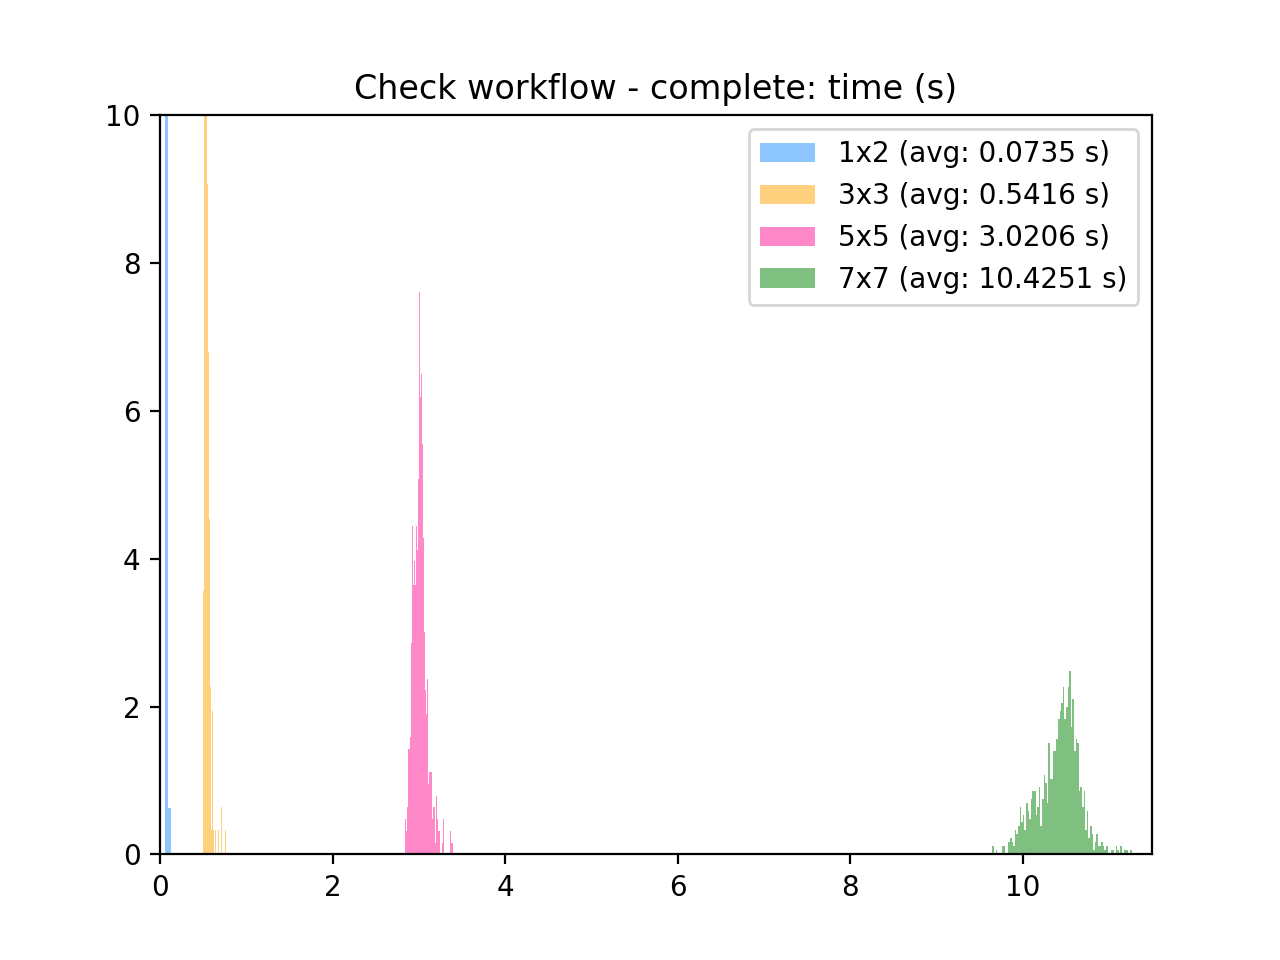 Check workflow - complete: time (s)
10
8
6
4
2
0
0 2 4 6 8 10
1x2 (avg: 0.0735 s)
3x3 (avg: 0.5416 s)
5x5 (avg: 3.0206 s)
7x7 (avg: 10.4251 s)